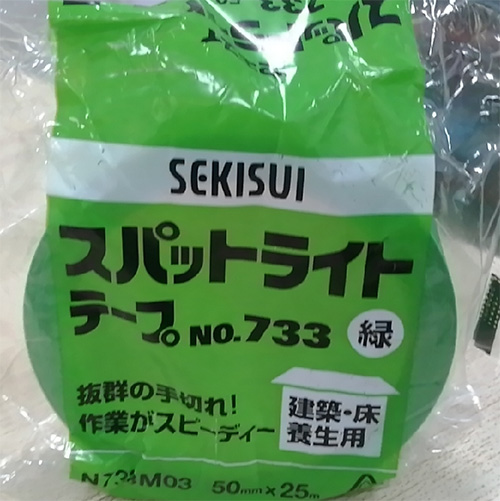 SEKISUI
スパットライト
テープ NO.733 緑
抜群の手切れ!
作業がスピーディー
建築・床
養生用
50mm×25m